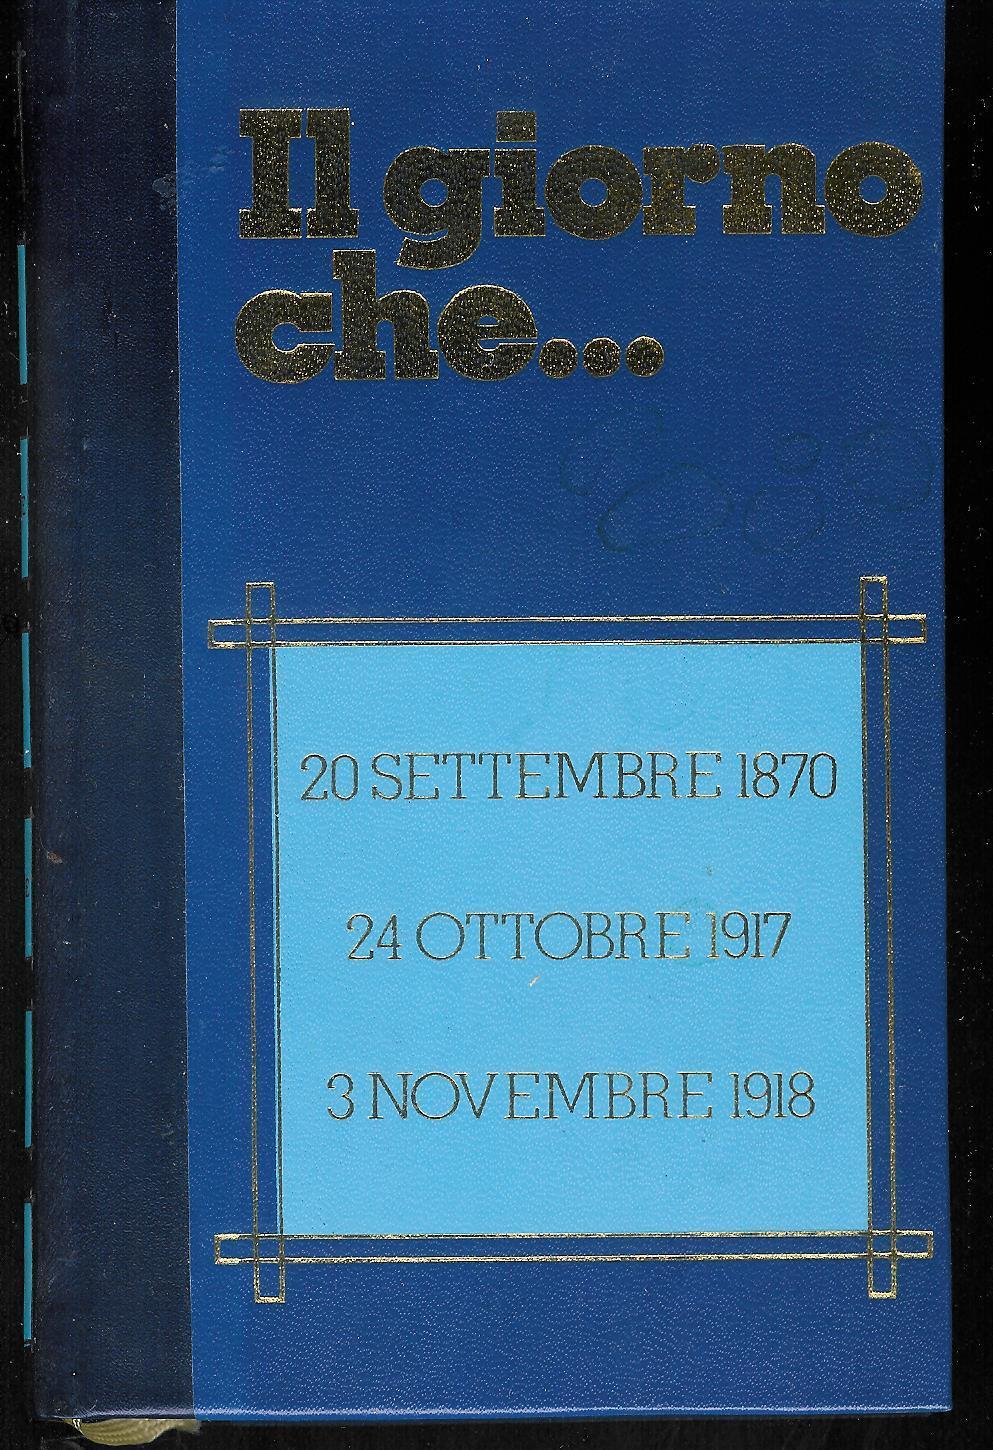 Il giorno
che...
20 SETTEMBRE 1870
24 OTTOBRE 1917
3 NOVEMBRE 1918